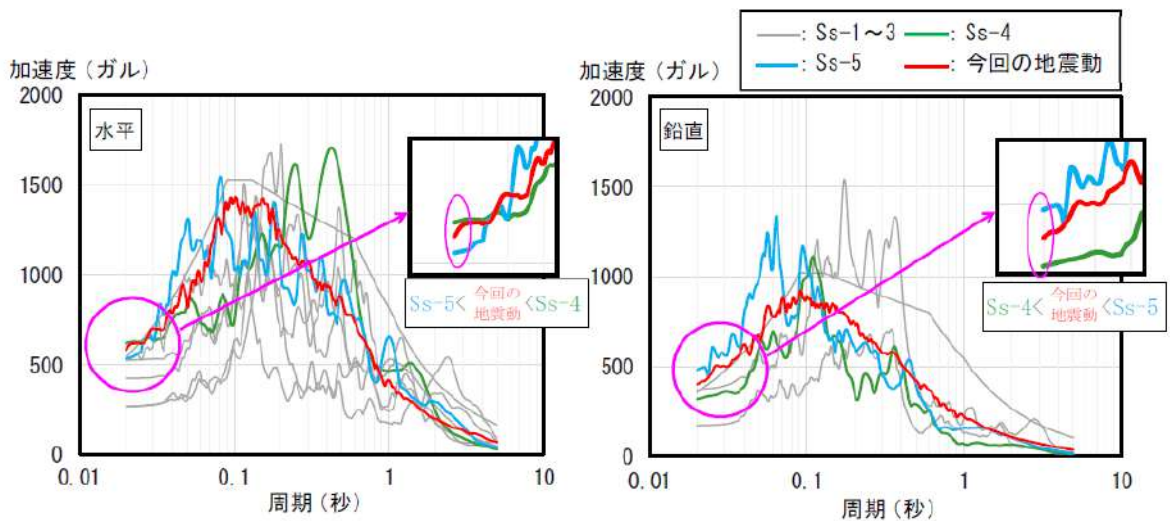 —: Ss-1～3 —: Ss-4
—: Ss-5 —: 今回の地震動
加速度(ガル)
2000
1500
1000
500
0
0.01
0.1
1
10
周期(秒)
水平
Ss-5< 今回の地震動 <Ss-4
加速度(ガル)
2000
1500
1000
500
0
0.01
0.1
1
10
周期(秒)
鉛直
Ss-4< 今回の地震動 <Ss-5